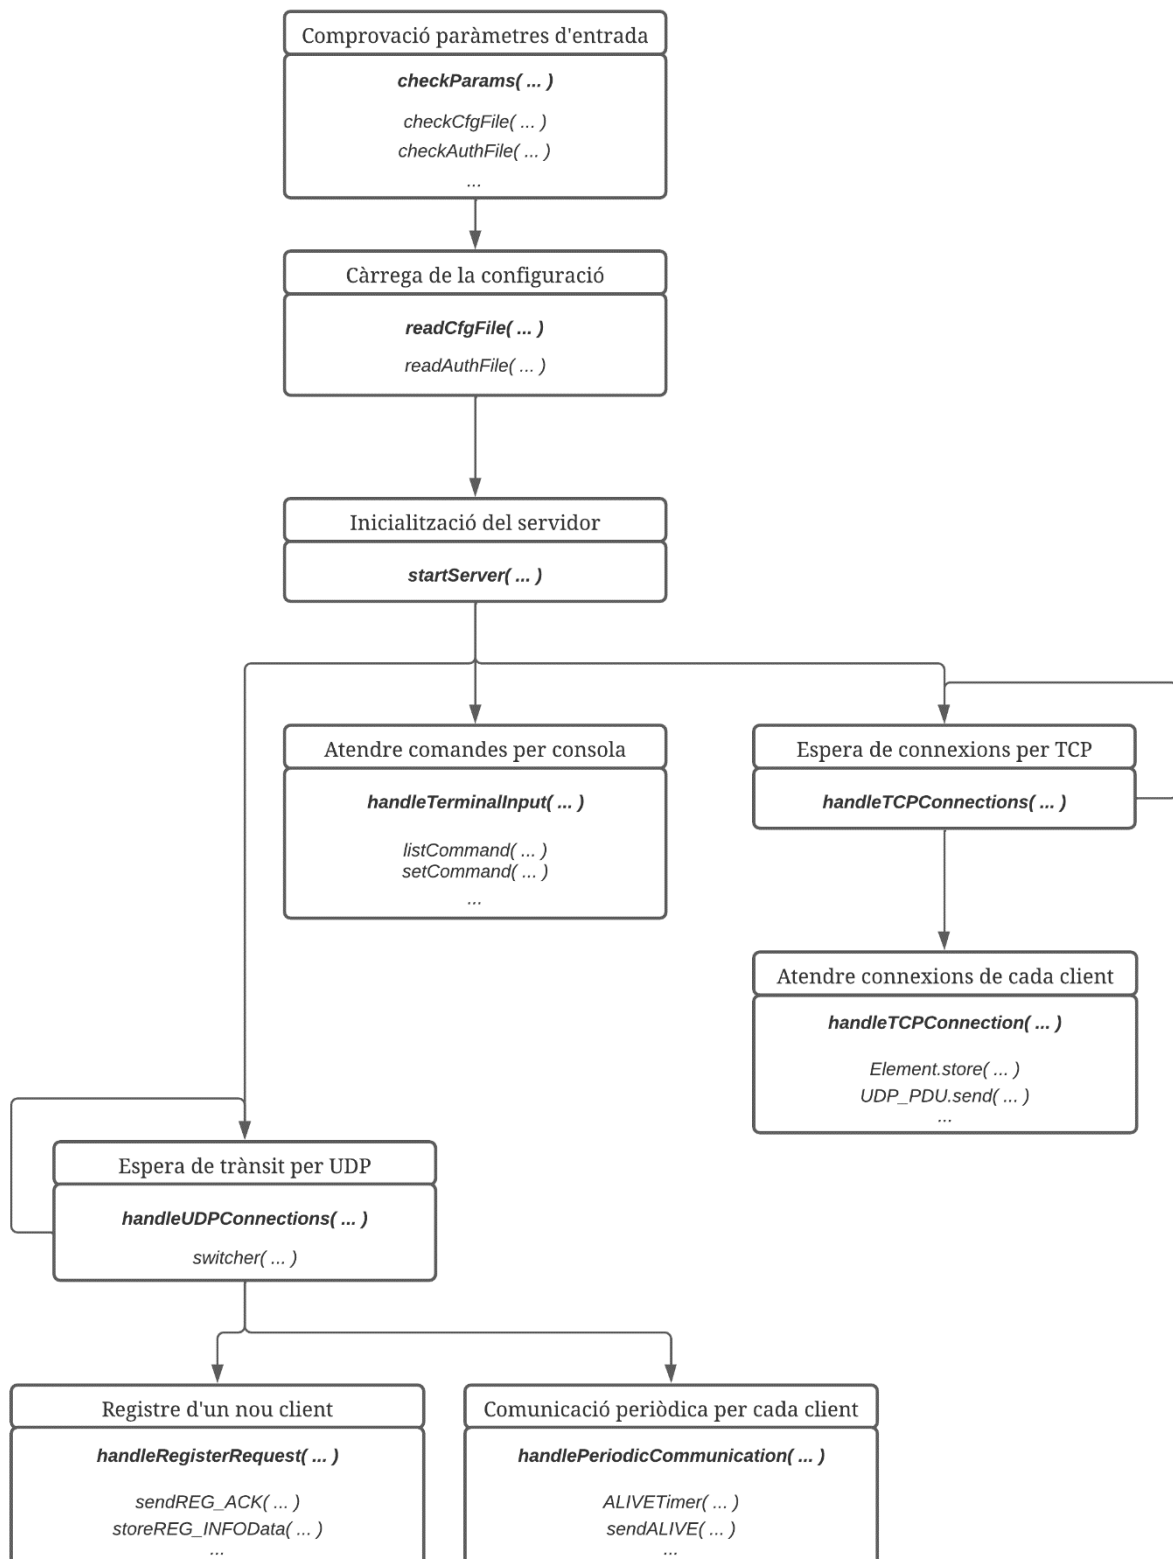 Comprovació paràmetres d'entrada
checkParams( ... )
checkCfgFile( ... )
checkAuthFile( ... )
...
Càrrega de la configuració
readCfgFile( ... )
readAuthFile( ... )
Inicialització del servidor
startServer( ... )
Atendre comandes per consola
handleTerminalInput( ... )
listCommand( ... )
setCommand( ... )
...
Espera de connexions per TCP
handleTCPConnections( ... )
Atendre connexions de cada client
handleTCPConnection( ... )
Element.store( ... )
UDP_PDU.send( ... )
...
Espera de trànsit per UDP
handleUDPConnections( ... )
switcher( ... )
Registre d'un nou client
handleRegisterRequest( ... )
sendREG_ACK( ... )
storeREG_INFOData( ... )
...
Comunicació periòdica per cada client
handlePeriodicCommunication( ... )
ALIVETimer( ... )
sendALIVE( ... )
...